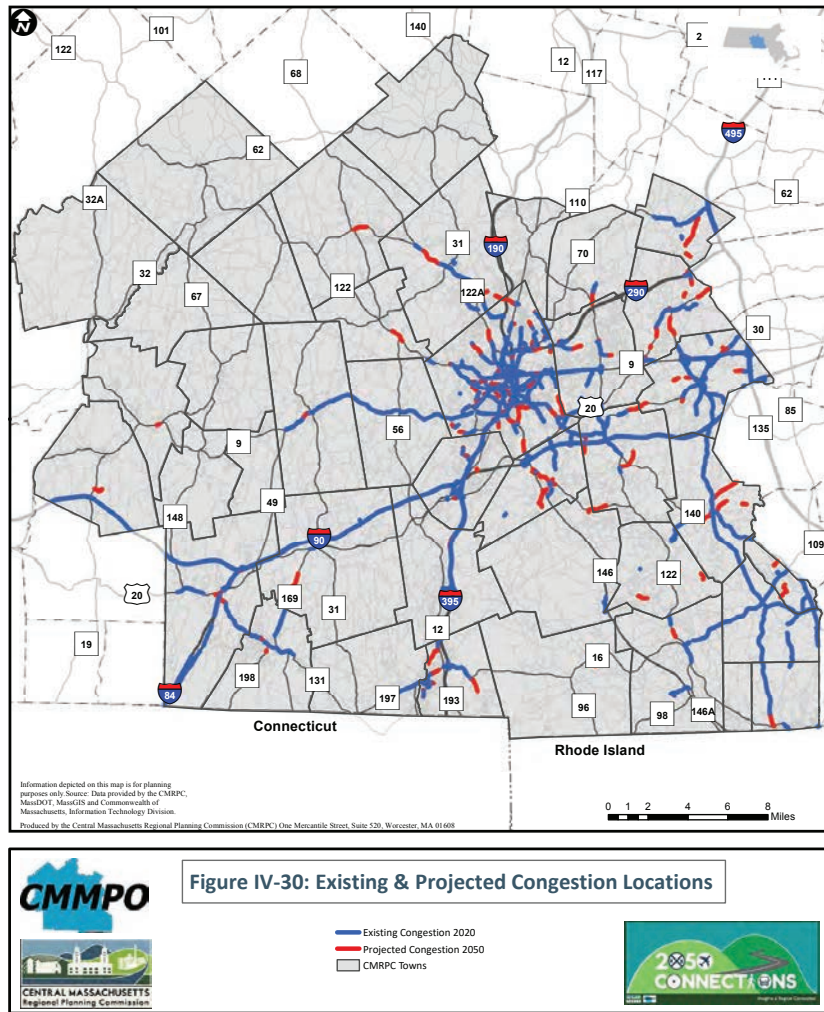 N
140
101
122
2
12
68
117
495
62
62
32A
110
31
190
70
32
290
67
122
122A
30
9
20
56
85
135
9
49
148
140
90
109
146
122
20
169
31
395
12
16
19
198
131
197
193
96
98
146A
84
Connecticut
Rhode Island
Information depicted on this map is for planning
purposes only.Source: Data provided by the CMRPC,
MassDOT, MassGIS and Commonwealth of
Massachusetts, Information Technology Division.
0 1 2 4 6 8
Miles
Produced by the Central Massachusetts Regional Planning Commission (CMRPC) One Mercantile Street, Suite 520, Worcester, MA 01608
CMMPO
Figure IV-30: Existing & Projected Congestion Locations
Existing Congestion 2020
Projected Congestion 2050
CMRPC Towns
CENTRAL MASSACHUSETTS
Regional Planning Commission
2050
CONNECTIONS